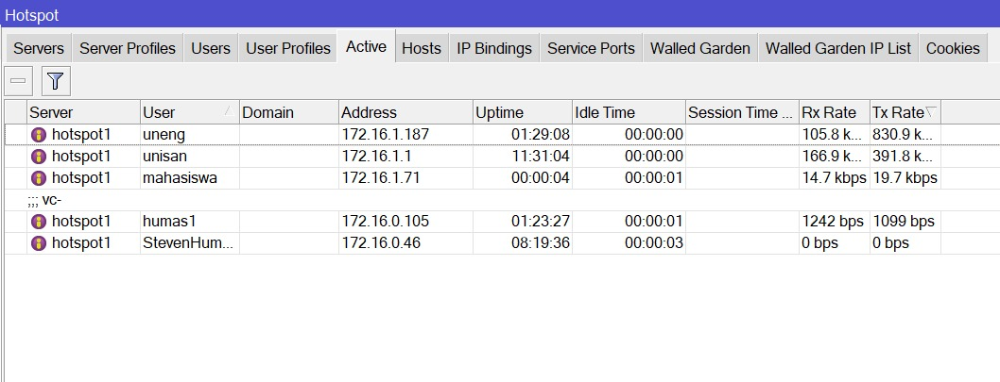 Hotspot
Servers Server Profiles Users User Profiles Active Hosts IP Bindings Service Ports Walled Garden Walled Garden IP List Cookies
Server User Domain Address Uptime Idle Time Session Time ... Rx Rate Tx Rate
hotspot1 uneng 172.16.1.187 01:29:08 00:00:00 105.8 k... 830.9 k...
hotspot1 unisan 172.16.1.1 11:31:04 00:00:00 166.9 k... 391.8 k...
hotspot1 mahasiswa 172.16.1.71 00:00:04 00:00:01 14.7 kbps 19.7 kbps
;;; vc-
hotspot1 humas1 172.16.0.105 01:23:27 00:00:01 1242 bps 1099 bps
hotspot1 StevenHum... 172.16.0.46 08:19:36 00:00:03 0 bps 0 bps